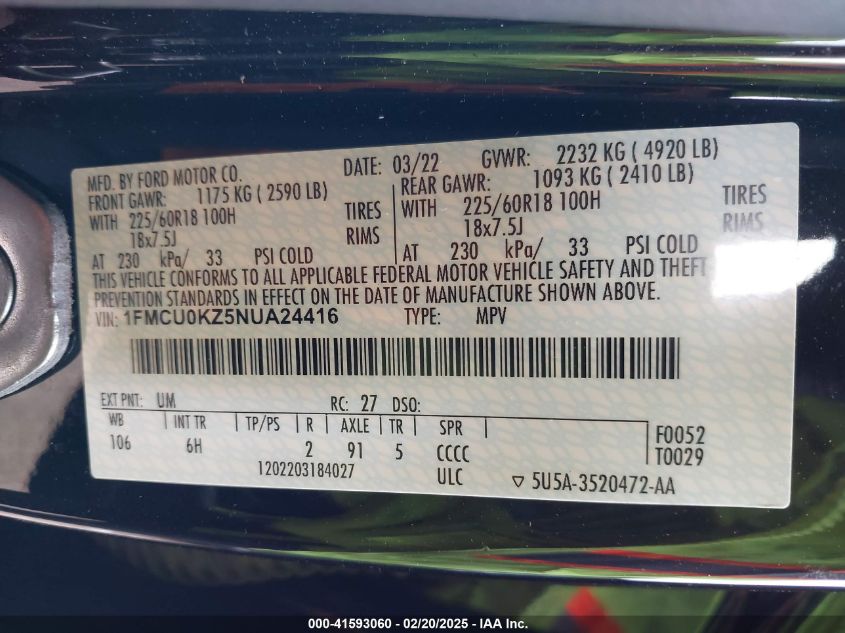 MFD. BY FORD MOTOR CO. DATE: 03/22 GVWR: 2232 KG ( 4920 LB)
FRONT GAWR: 1175 KG ( 2590 LB) REAR GAWR: 1093 KG ( 2410 LB)
WITH 225/60R18 100H TIRES WITH 225/60R18 100H TIRES
18x7.5J RIMS 18x7.5J RIMS
AT 230 kPa/ 33 PSI COLD AT 230 kPa/ 33 PSI COLD
THIS VEHICLE CONFORMS TO ALL APPLICABLE FEDERAL MOTOR VEHICLE SAFETY AND THEFT
PREVENTION STANDARDS IN EFFECT ON THE DATE OF MANUFACTURE SHOWN ABOVE.
VIN: 1FMCU0KZ5NUA24416 TYPE: MPV
EXT PNT: UM RC: 27 DSO:
WB INT TR TP/PS R AXLE TR SPR F0052
106 6H 2 91 5 CCCC T0029
1202203184027 ULC ▽ 5U5A-3520472-AA
000-41593060 - 02/20/2025 - IAA Inc.